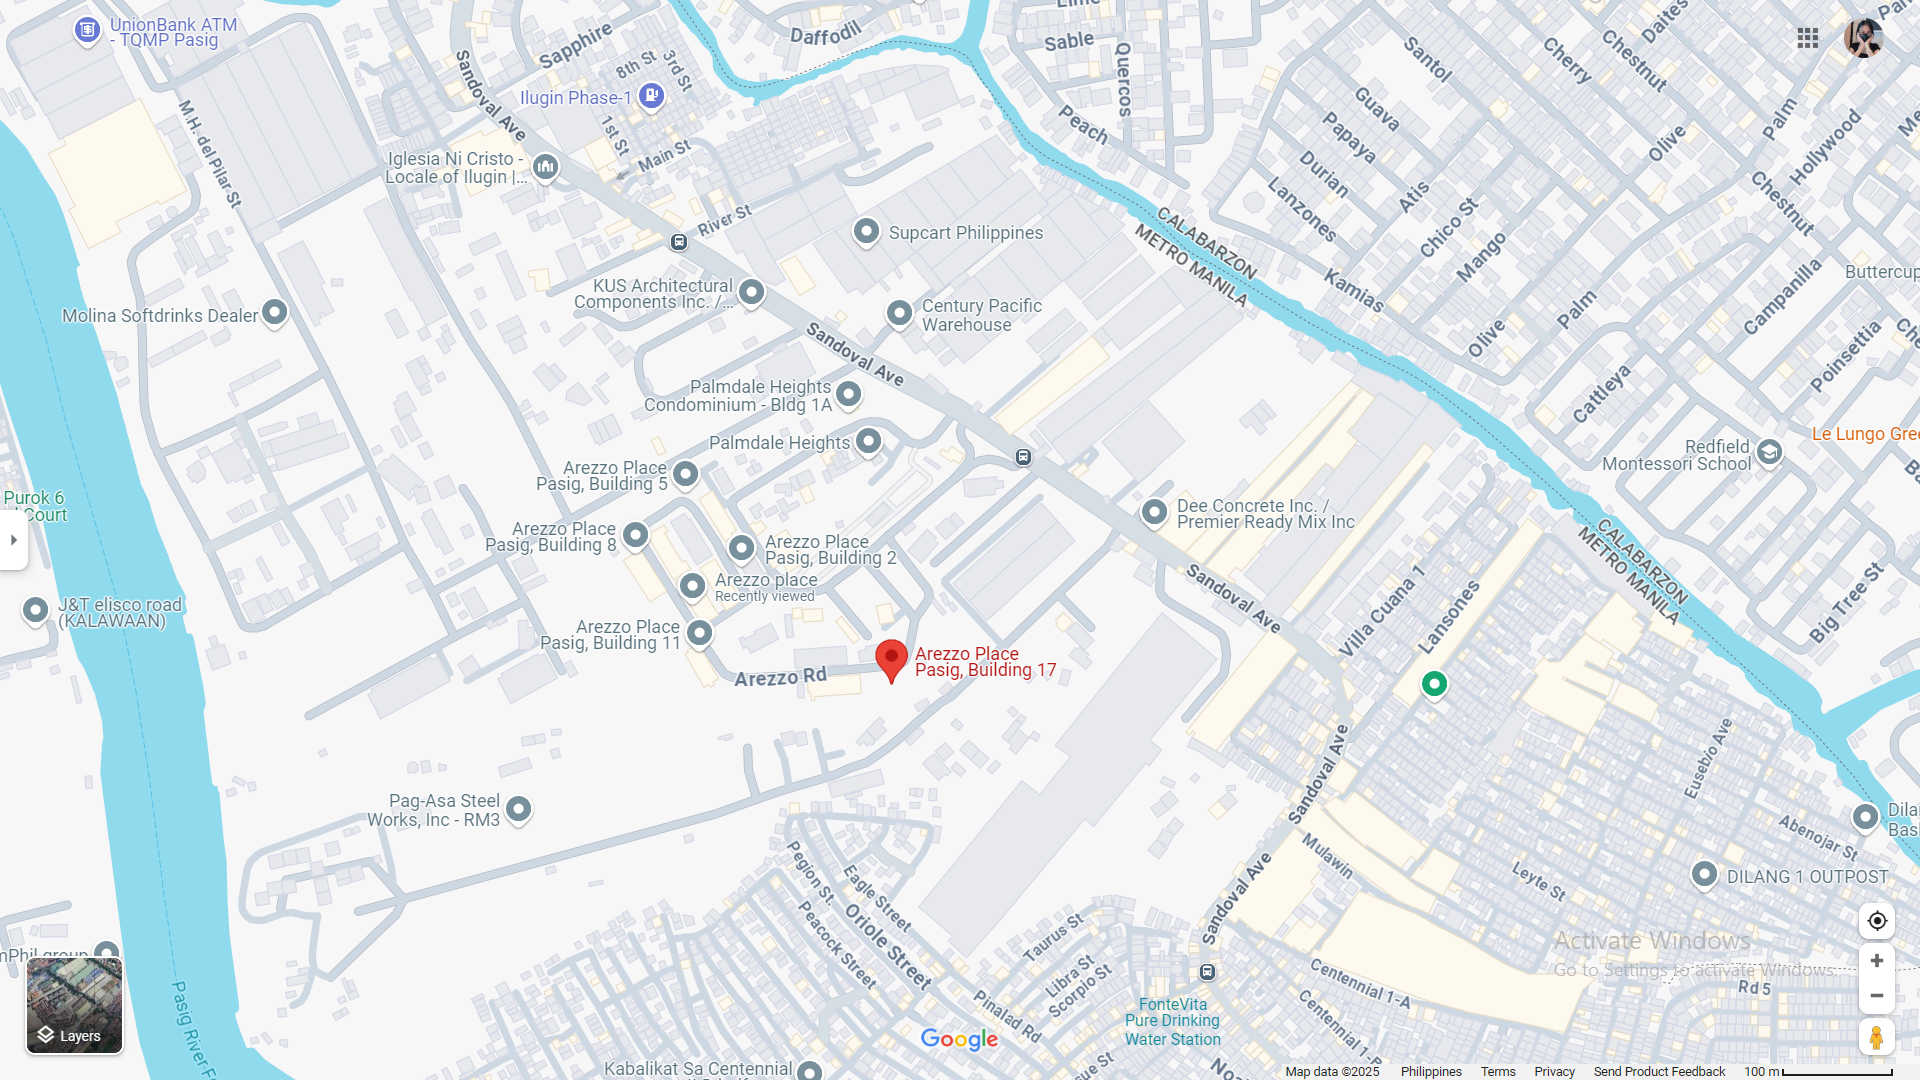 UnionBank ATM
- TQMP Pasig
Sapphire
Daffodil
Sable
Quercos
Santol
Cherry
Chestnut
Daites
Sandoval Ave
8th St
3rd St
Ilugin Phase-1
1st St
Main St
M.H. del Pilar St
Peach
Guava
Papaya
Durian
Lanzones
Atis
Chico St
Mango
Olive
Palm
Hollywood
Chestnut
Iglesia Ni Cristo -
Locale of Ilugin |...
River St
Supcart Philippines
CALABARZON
METRO MANILA
Kamias
Palm
Olive
Campanilla
Buttercup
Poinsettia
Cattleya
KUS Architectural
Components Inc. /...
Century Pacific
Warehouse
Molina Softdrinks Dealer
Sandoval Ave
Palmdale Heights
Condominium - Bldg 1A
Palmdale Heights
Le Lungo Gree
Redfield
Montessori School
Arezzo Place
Pasig, Building 5
Purok 6
Court
Dee Concrete Inc. /
Premier Ready Mix Inc
Arezzo Place
Pasig, Building 8
Arezzo Place
Pasig, Building 2
Arezzo place
Recently viewed
CALABARZON
METRO MANILA
Sandoval Ave
Villa Cuana 1
Lansones
Big Tree St
J&T elisco road
(KALAWAAN)
Arezzo Place
Pasig, Building 11
Arezzo Place
Pasig, Building 17
Arezzo Rd
Sandoval Ave
Eusebio Ave
Pag-Asa Steel
Works, Inc - RM3
Abenojar St
Mulawin
Leyte St
DILANG 1 OUTPOST
Pegion St.
Eagle Street
Oriole Street
Peacock Street
Sandoval Ave
Taurus St
Libra St
Scorpio St
Pinalad Rd
Centennial 1-A
Centennial 1-B
Activate Windows
Go to Settings to activate Windows.
Rd 5
FonteVita
Pure Drinking
Water Station
Pasig River F
Layers
Google
Kabalikat Sa Centennial
Map data ©2025 Philippines Terms Privacy Send Product Feedback 100 m